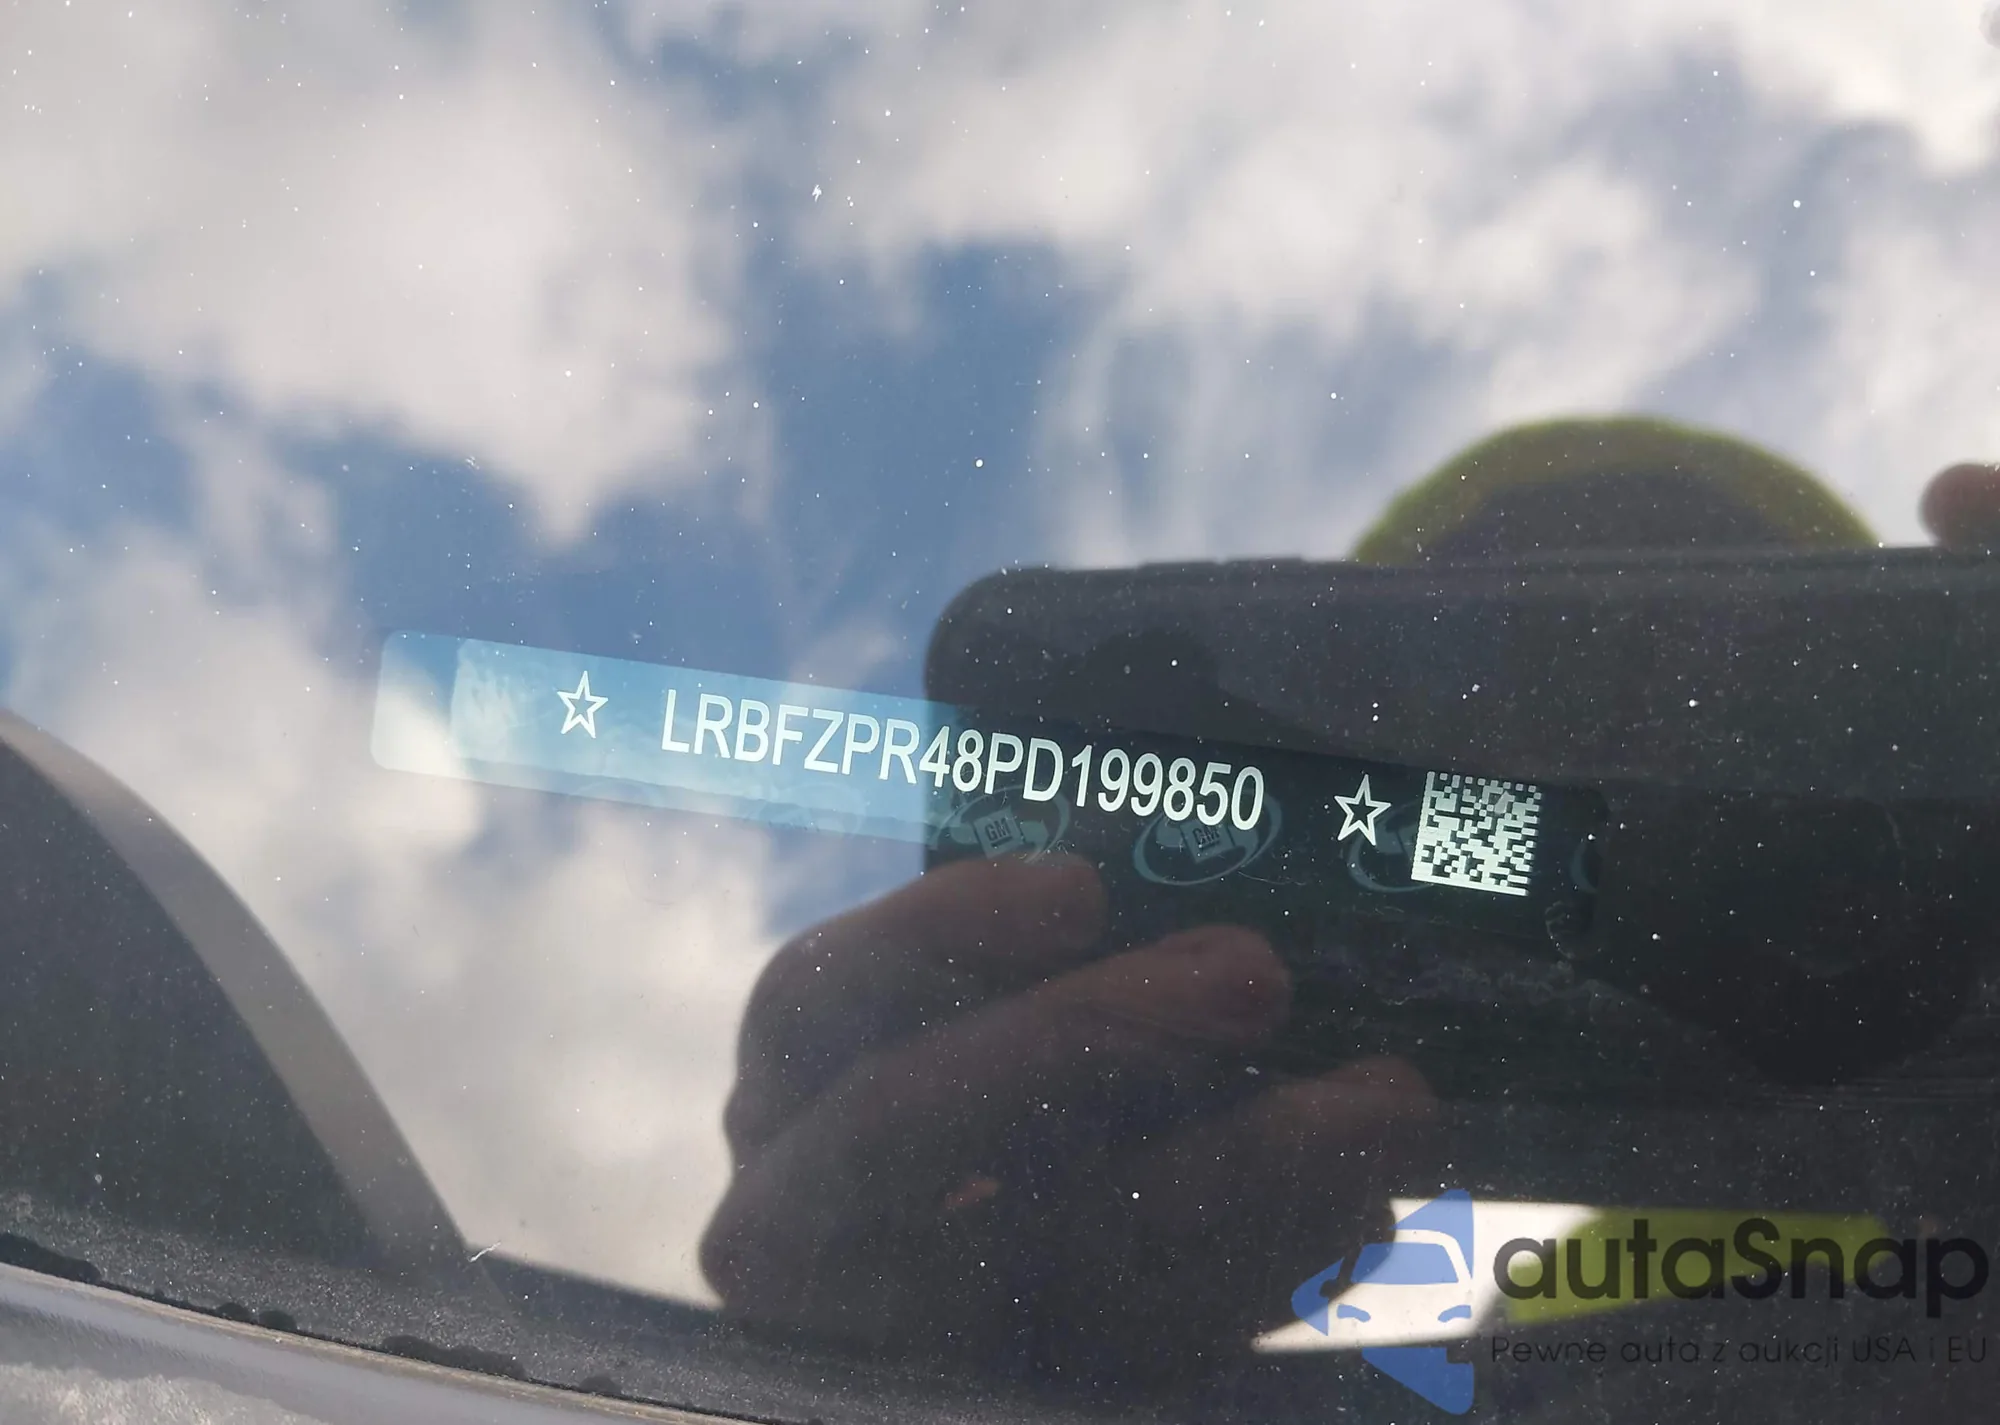 ☆ LRBFZPR48PD199850 ☆
GM GM
autaSnap
Pewne auta z aukcji USA i EU